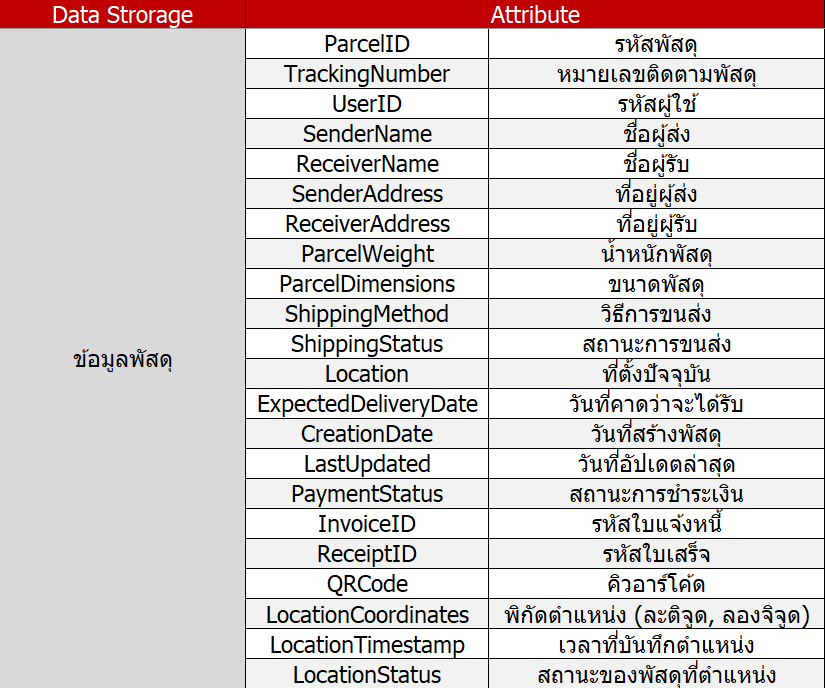 Data Strorage Attribute
ParcelID รหัสพัสดุ
TrackingNumber หมายเลขติดตามพัสดุ
UserID รหัสผู้ใช้
SenderName ชื่อผู้ส่ง
ReceiverName ชื่อผู้รับ
SenderAddress ที่อยู่ผู้ส่ง
ReceiverAddress ที่อยู่ผู้รับ
ParcelWeight น้ำหนักพัสดุ
ParcelDimensions ขนาดพัสดุ
ShippingMethod วิธีการขนส่ง
ShippingStatus สถานะการขนส่ง
ข้อมูลพัสดุ
Location ที่ตั้งปัจจุบัน
ExpectedDeliveryDate วันที่คาดว่าจะได้รับ
CreationDate วันที่สร้างพัสดุ
LastUpdated วันที่อัปเดตล่าสุด
PaymentStatus สถานะการชำระเงิน
InvoiceID รหัสใบแจ้งหนี้
ReceiptID รหัสใบเสร็จ
QRCode คิวอาร์โค้ด
LocationCoordinates พิกัดตำแหน่ง (ละติจูด, ลองจิจูด)
LocationTimestamp เวลาที่บันทึกตำแหน่ง
LocationStatus สถานะของพัสดุที่ตำแหน่ง